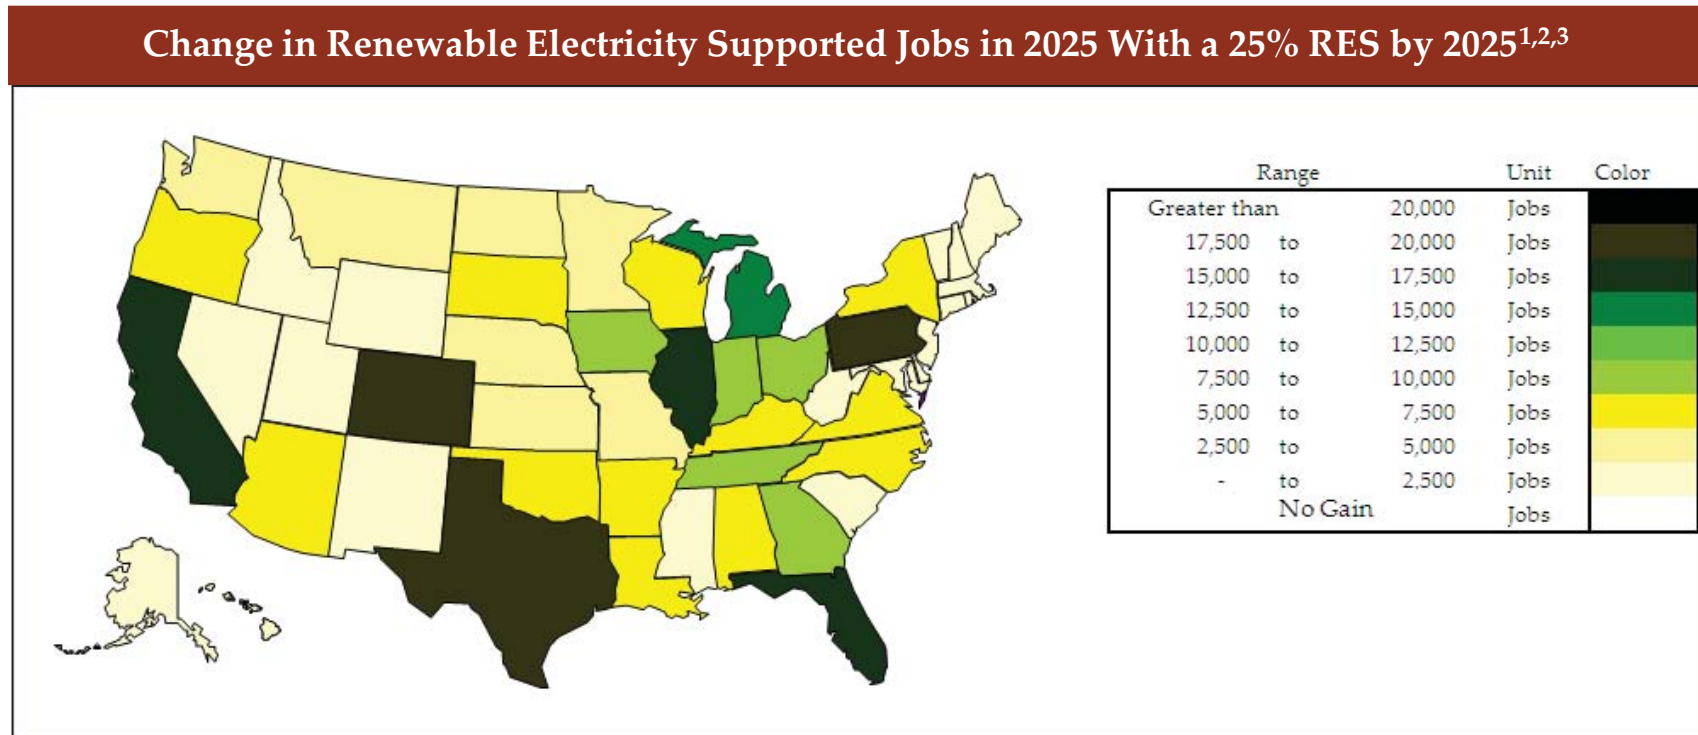 Change in Renewable Electricity Supported Jobs in 2025 With a 25% RES by 20251,2,3
Range Unit Color
Greater than 20,000 Jobs
17,500 to 20,000 Jobs
15,000 to 17,500 Jobs
12,500 to 15,000 Jobs
10,000 to 12,500 Jobs
7,500 to 10,000 Jobs
5,000 to 7,500 Jobs
2,500 to 5,000 Jobs
- to 2,500 Jobs
No Gain Jobs